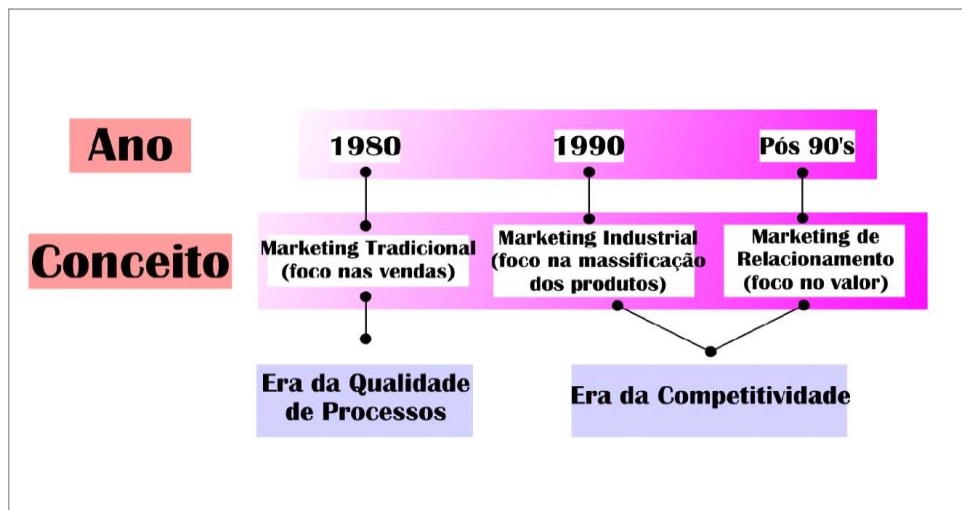 Ano
1980
1990
Pós 90's
Conceito
Marketing Tradicional
(foco nas vendas)
Marketing Industrial
(foco na massificação
dos produtos)
Marketing de
Relacionamento
(foco no valor)
Era da Qualidade
de Processos
Era da Competitividade